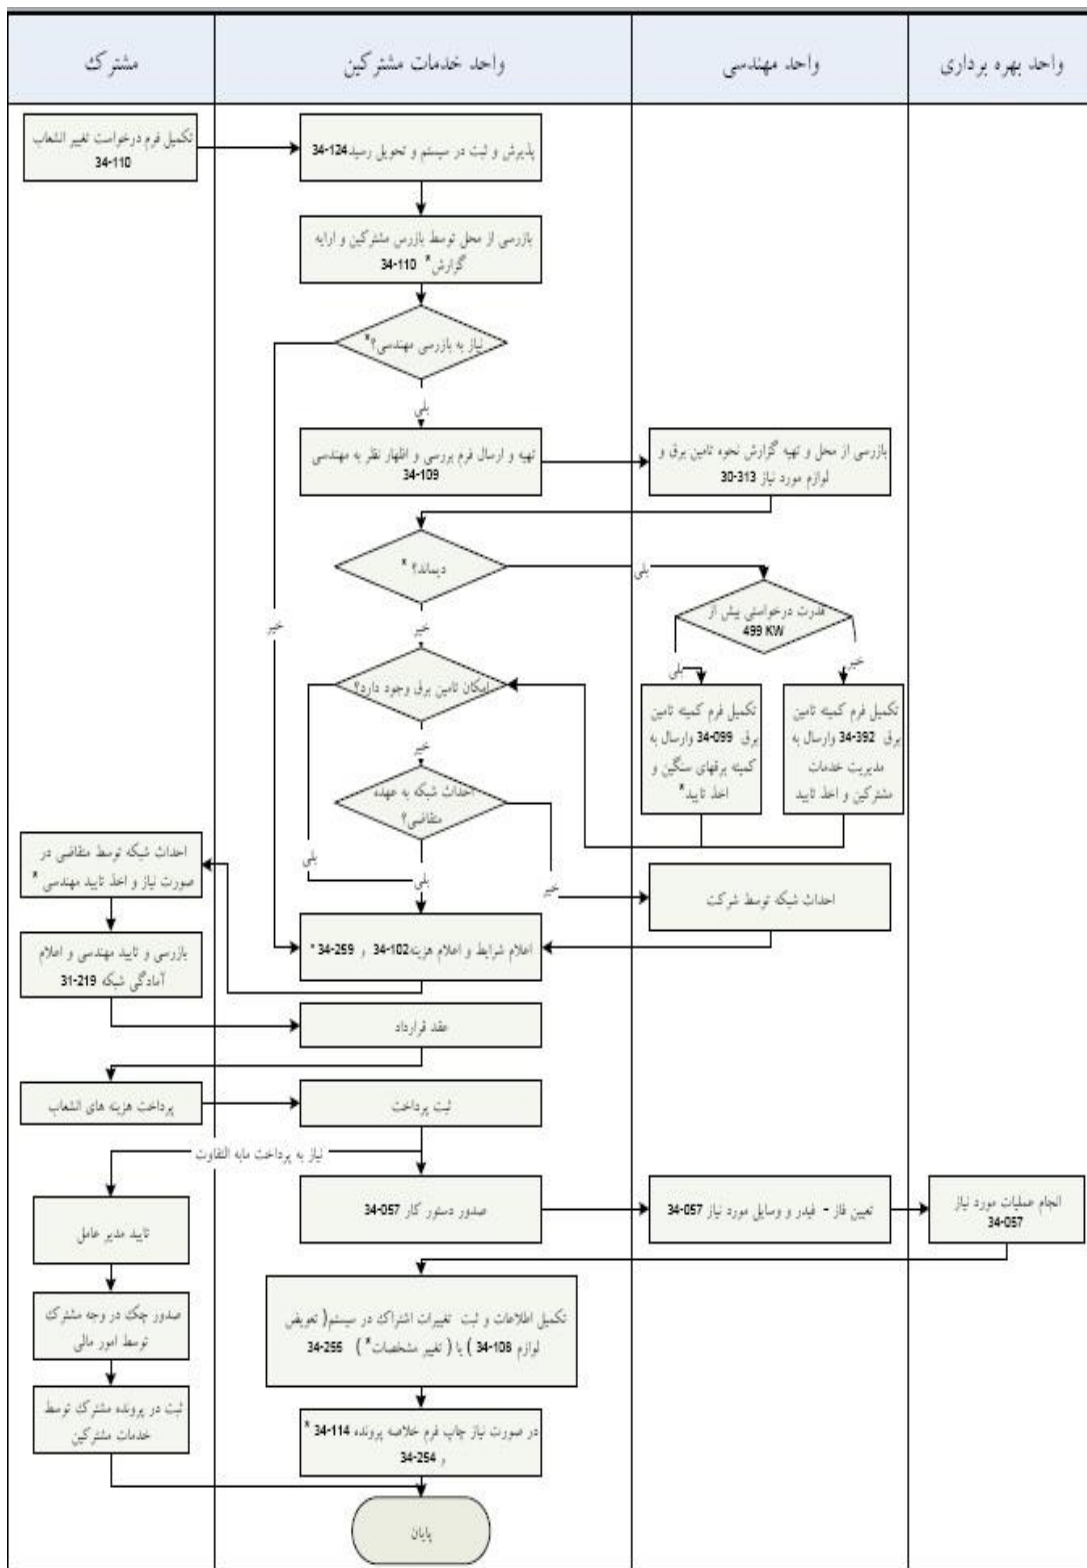 مشترک
واحد خدمات مشترکین
واحد مهندسی
واحد بهره برداری
تکمیل فرم درخواست تغییر انشعاب
34-110
پذیرش و ثبت در سیستم و تحویل رسید 34-124
بازرسی از محل توسط بازرس مشترکین و ارایه
گزارش* 34-110
نیاز به بازرسی مهندسی؟*
بلی
تهیه و ارسال فرم بررسی و اظهار نظر به مهندسی
34-109
بازرسی از محل و تهیه گزارش نحوه تامین برق و
لوازم مورد نیاز 30-313
دیماند؟ *
بلی
قدرت درخواستی بیش از
499 KW
خیر
خیر
خیر
بلی
امکان تامین برق وجود دارد؟
تکمیل فرم کمیته تامین
برق 34-099 وارسال به
کمیته برقهای سنگین و
اخذ تایید*
تکمیل فرم کمیته تامین
برق 34-392 وارسال به
مدیریت خدمات
مشترکین و اخذ تایید
خیر
احداث شبکه به عهده
متقاضی؟
بلی
بلی
خیر
احداث شبکه توسط متقاضی در
صورت نیاز و اخذ تایید مهندسی *
احداث شبکه توسط شرکت
اعلام شرایط و اعلام هزینه 34-102 و 34-259 *
بازرسی و تایید مهندسی و اعلام
آمادگی شبکه 31-219
عقد قرارداد
پرداخت هزینه های انشعاب
ثبت پرداخت
نیاز به پرداخت مابه التفاوت
صدور دستور کار 34-057
تعیین فاز - فیدر و وسایل مورد نیاز 34-057
انجام عملیات مورد نیاز
34-057
تایید مدیر عامل
صدور چک در وجه مشترک
توسط امور مالی
تکمیل اطلاعات و ثبت تغییرات اشتراک در سیستم( تعویض
لوازم 34-108 ) یا ( تغییر مشخصات* ) 34-255
ثبت در پرونده مشترک توسط
خدمات مشترکین
در صورت نیاز چاپ فرم خلاصه پرونده 34-114 *
و 34-254
پایان